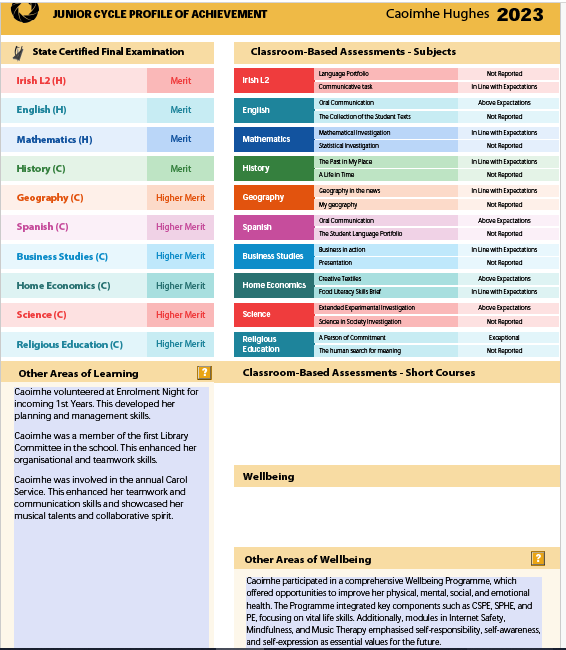 JUNIOR CYCLE PROFILE OF ACHIEVEMENT Caoimhe Hughes 2023
State Certified Final Examination
Irish L2 (H) Merit
English (H) Merit
Mathematics (H) Merit
History (C) Merit
Geography (C) Higher Merit
Spanish (C) Higher Merit
Business Studies (C) Higher Merit
Home Economics (C) Higher Merit
Science (C) Higher Merit
Religious Education (C) Higher Merit
Classroom-Based Assessments - Subjects
Irish L2
Language Portfolio Not Reported
Communicative task In Line with Expectations
English
Oral Communication Above Expectations
The Collection of the Student Texts Not Reported
Mathematics
Mathematical Investigation In Line with Expectations
Statistical Investigation Not Reported
History
The Past in My Place In Line with Expectations
A Life in Time Not Reported
Geography
Geography in the news In Line with Expectations
My geography Not Reported
Spanish
Oral Communication Above Expectations
The Student Language Portfolio Not Reported
Business Studies
Business in action In Line with Expectations
Presentation Not Reported
Home Economics
Creative Textiles Above Expectations
Food Literacy Skills Brief In Line with Expectations
Science
Extended Experimental Investigation Above Expectations
Science in Society Investigation Not Reported
Religious
Education
A Person of Commitment Exceptional
The human search for meaning Not Reported
Other Areas of Learning ?
Caoimhe volunteered at Enrolment Night for
incoming 1st Years. This developed her
planning and management skills.
Caoimhe was a member of the first Library
Committee in the school. This enhanced her
organisational and teamwork skills.
Caoimhe was involved in the annual Carol
Service. This enhanced her teamwork and
communication skills and showcased her
musical talents and collaborative spirit.
Classroom-Based Assessments - Short Courses
Wellbeing
Other Areas of Wellbeing ?
Caoimhe participated in a comprehensive Wellbeing Programme, which
offered opportunities to improve her physical, mental, social, and emotional
health. The Programme integrated key components such as CSPE, SPHE, and
PE, focusing on vital life skills. Additionally, modules in Internet Safety,
Mindfulness, and Music Therapy emphasised self-responsibility, self-awareness,
and self-expression as essential values for the future.